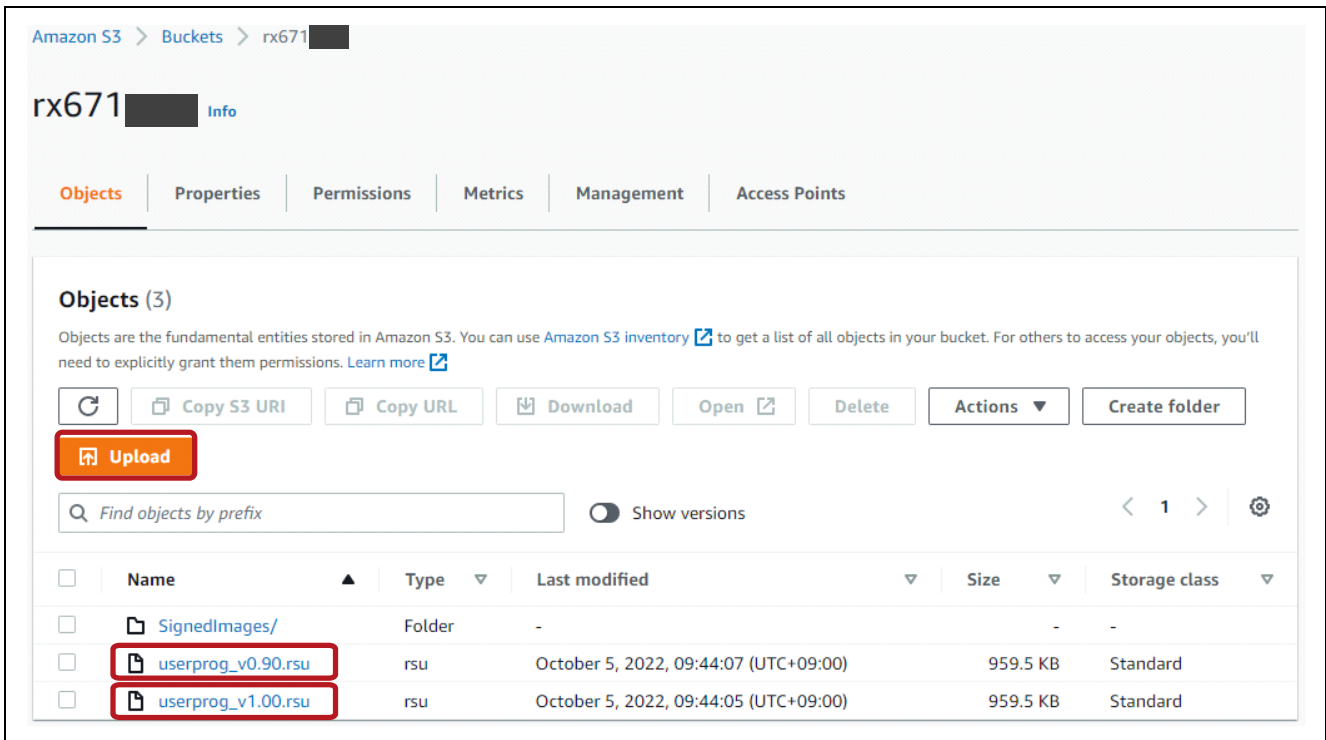 Amazon S3 > Buckets > rx671
rx671 Info
Objects Properties Permissions Metrics Management Access Points
Objects (3)
Objects are the fundamental entities stored in Amazon S3. You can use Amazon S3 inventory to get a list of all objects in your bucket. For others to access your objects, you'll
need to explicitly grant them permissions. Learn more
Copy S3 URI Copy URL Download Open Delete Actions Create folder
Upload
Find objects by prefix Show versions 1
Name Type Last modified Size Storage class
SignedImages/ Folder - - -
userprog_v0.90.rsu rsu October 5, 2022, 09:44:07 (UTC+09:00) 959.5 KB Standard
userprog_v1.00.rsu rsu October 5, 2022, 09:44:05 (UTC+09:00) 959.5 KB Standard